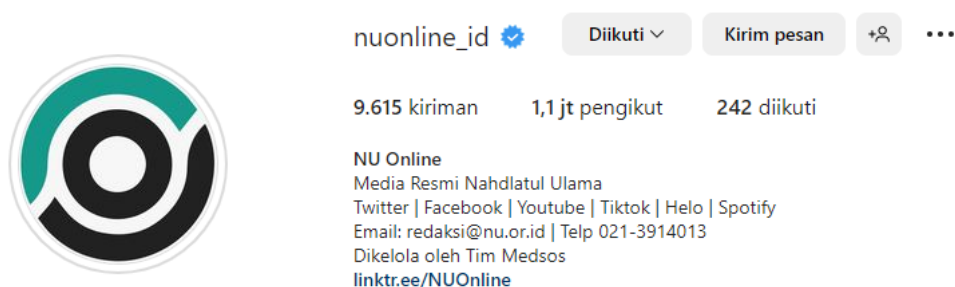 nuonline_id Diikuti Kirim pesan
9.615 kiriman 1,1 jt pengikut 242 diikuti
NU Online
Media Resmi Nahdlatul Ulama
Twitter | Facebook | Youtube | Tiktok | Helo | Spotify
Email: redaksi@nu.or.id | Telp 021-3914013
Dikelola oleh Tim Medsos
linktr.ee/NUOnline